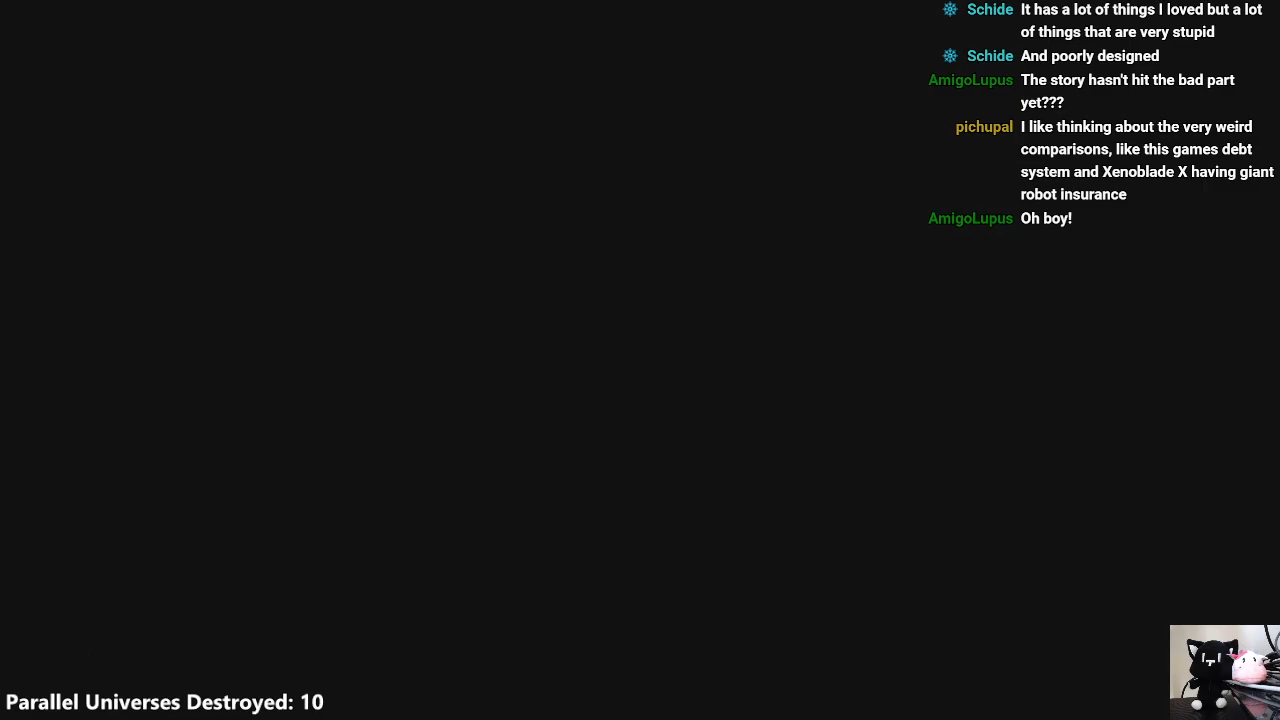 Schide It has a lot of things I loved but a lot
of things that are very stupid
Schide And poorly designed
AmigoLupus The story hasn't hit the bad part
yet???
pichupal I like thinking about the very weird
comparisons, like this games debt
system and Xenoblade X having giant
robot insurance
AmigoLupus Oh boy!
Parallel Universes Destroyed: 10